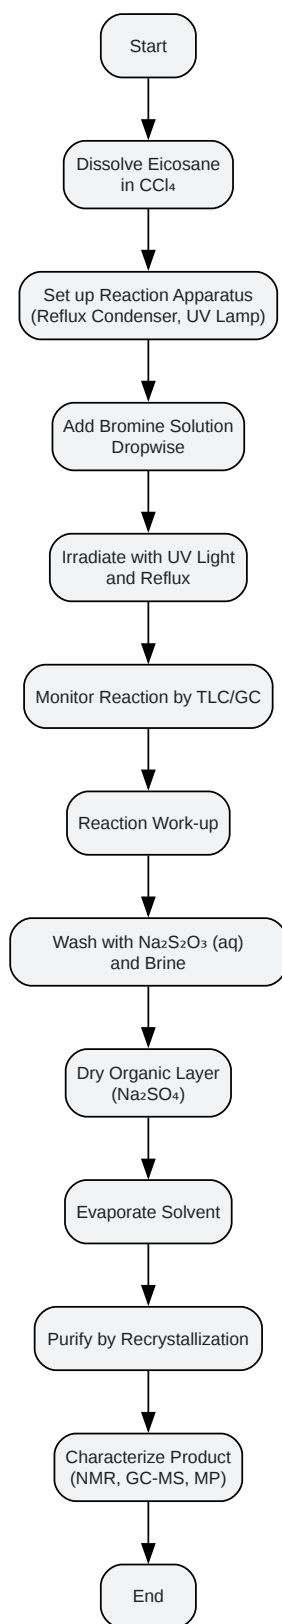 Start
Dissolve Eicosane
in CCl₄
Set up Reaction Apparatus
(Reflux Condenser, UV Lamp)
Add Bromine Solution
Dropwise
Irradiate with UV Light
and Reflux
Monitor Reaction by TLC/GC
Reaction Work-up
Wash with Na₂S₂O₃ (aq)
and Brine
Dry Organic Layer
(Na₂SO₄)
Evaporate Solvent
Purify by Recrystallization
Characterize Product
(NMR, GC-MS, MP)
End